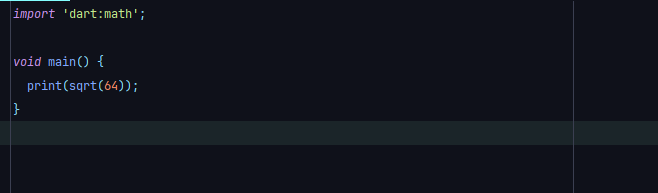 import 'dart:math';

void main() {
  print(sqrt(64));
}